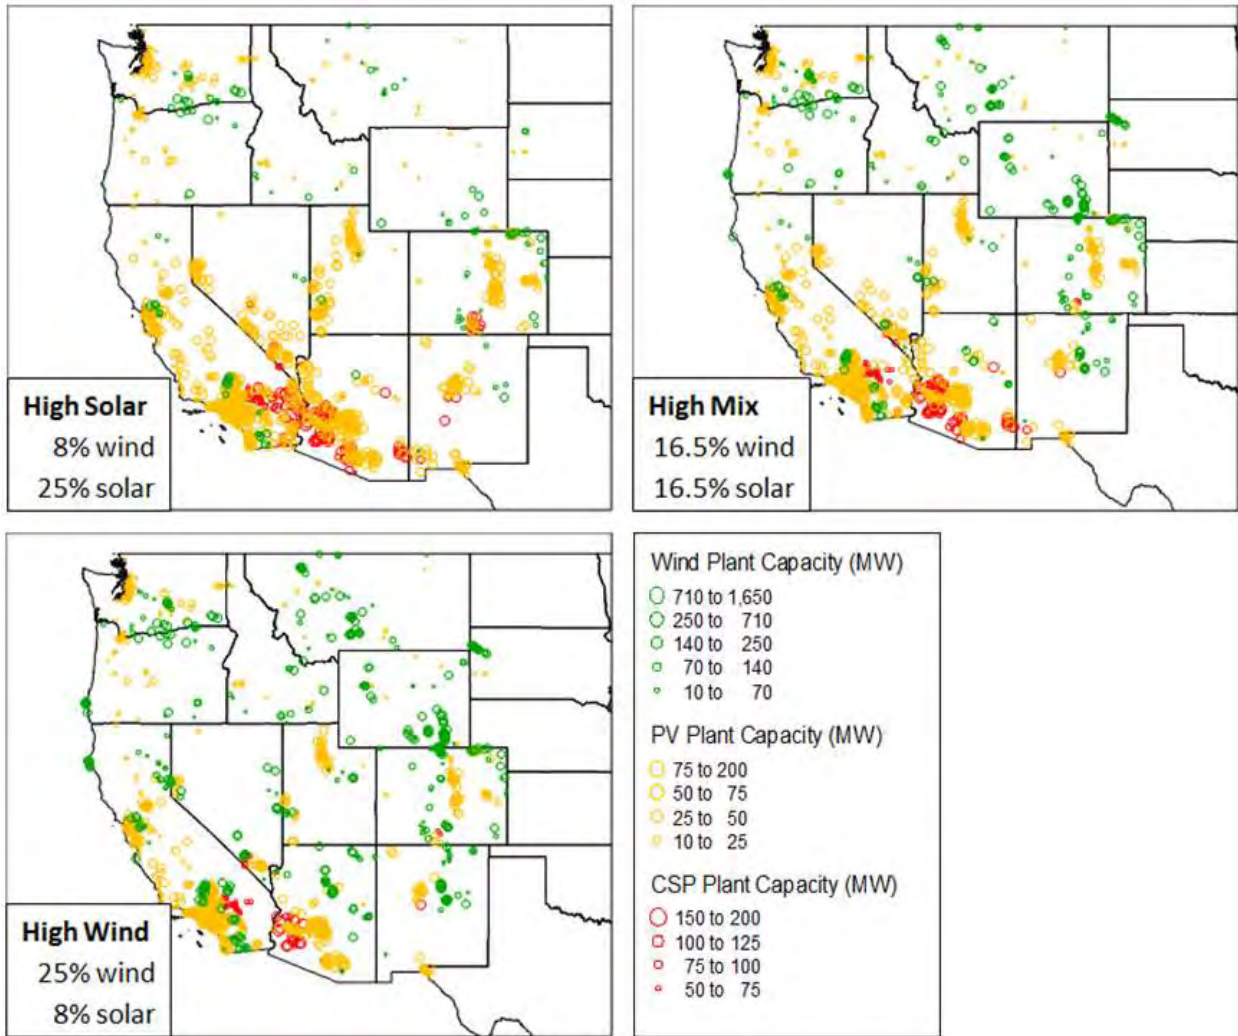 High Solar
8% wind
25% solar
High Mix
16.5% wind
16.5% solar
High Wind
25% wind
8% solar
Wind Plant Capacity (MW)
710 to 1,650
250 to 710
140 to 250
70 to 140
10 to 70
PV Plant Capacity (MW)
75 to 200
50 to 75
25 to 50
10 to 25
CSP Plant Capacity (MW)
150 to 200
100 to 125
75 to 100
50 to 75